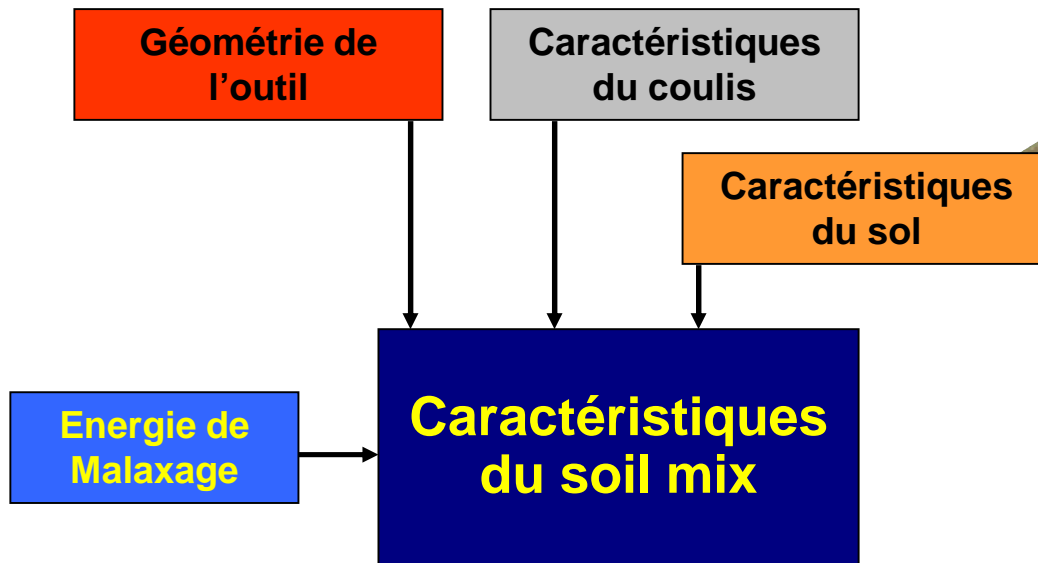 Géométrie de
l’outil
Caractéristiques
du coulis
Caractéristiques
du sol
Energie de
Malaxage
Caractéristiques
du soil mix